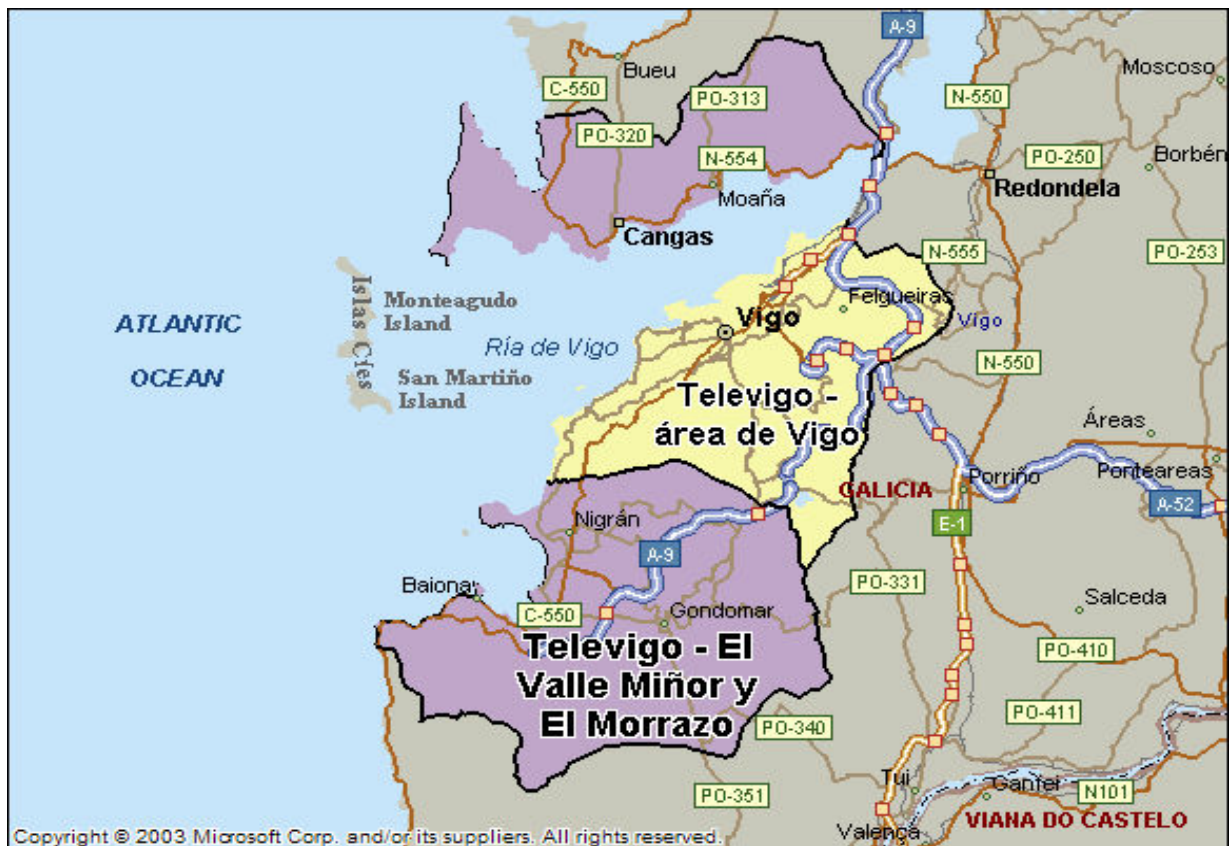 A-9
Bueu
Moscoso
C-550
PO-313
N-550
PO-320
N-554
PO-250
Borbén
Moaña
Redondela
Cangas
N-555
PO-253
Islas Cíes
Monteagudo
Island
Felgueiras
ATLANTIC
OCEAN
Vigo
Vigo
Ría de Vigo
San Martiño
Island
N-550
Televigo -
área de Vigo
Áreas
Ponteareas
GALICIA
Porriño
A-52
Nigrán
E-1
A-9
Baiona
PO-331
C-550
Gondomar
Salceda
Televigo - El
Valle Miñor y
El Morrazo
PO-410
PO-411
PO-340
Tui
Ganfei
PO-351
N101
VIANA DO CASTELO
Valença
Copyright © 2003 Microsoft Corp. and/or its suppliers. All rights reserved.